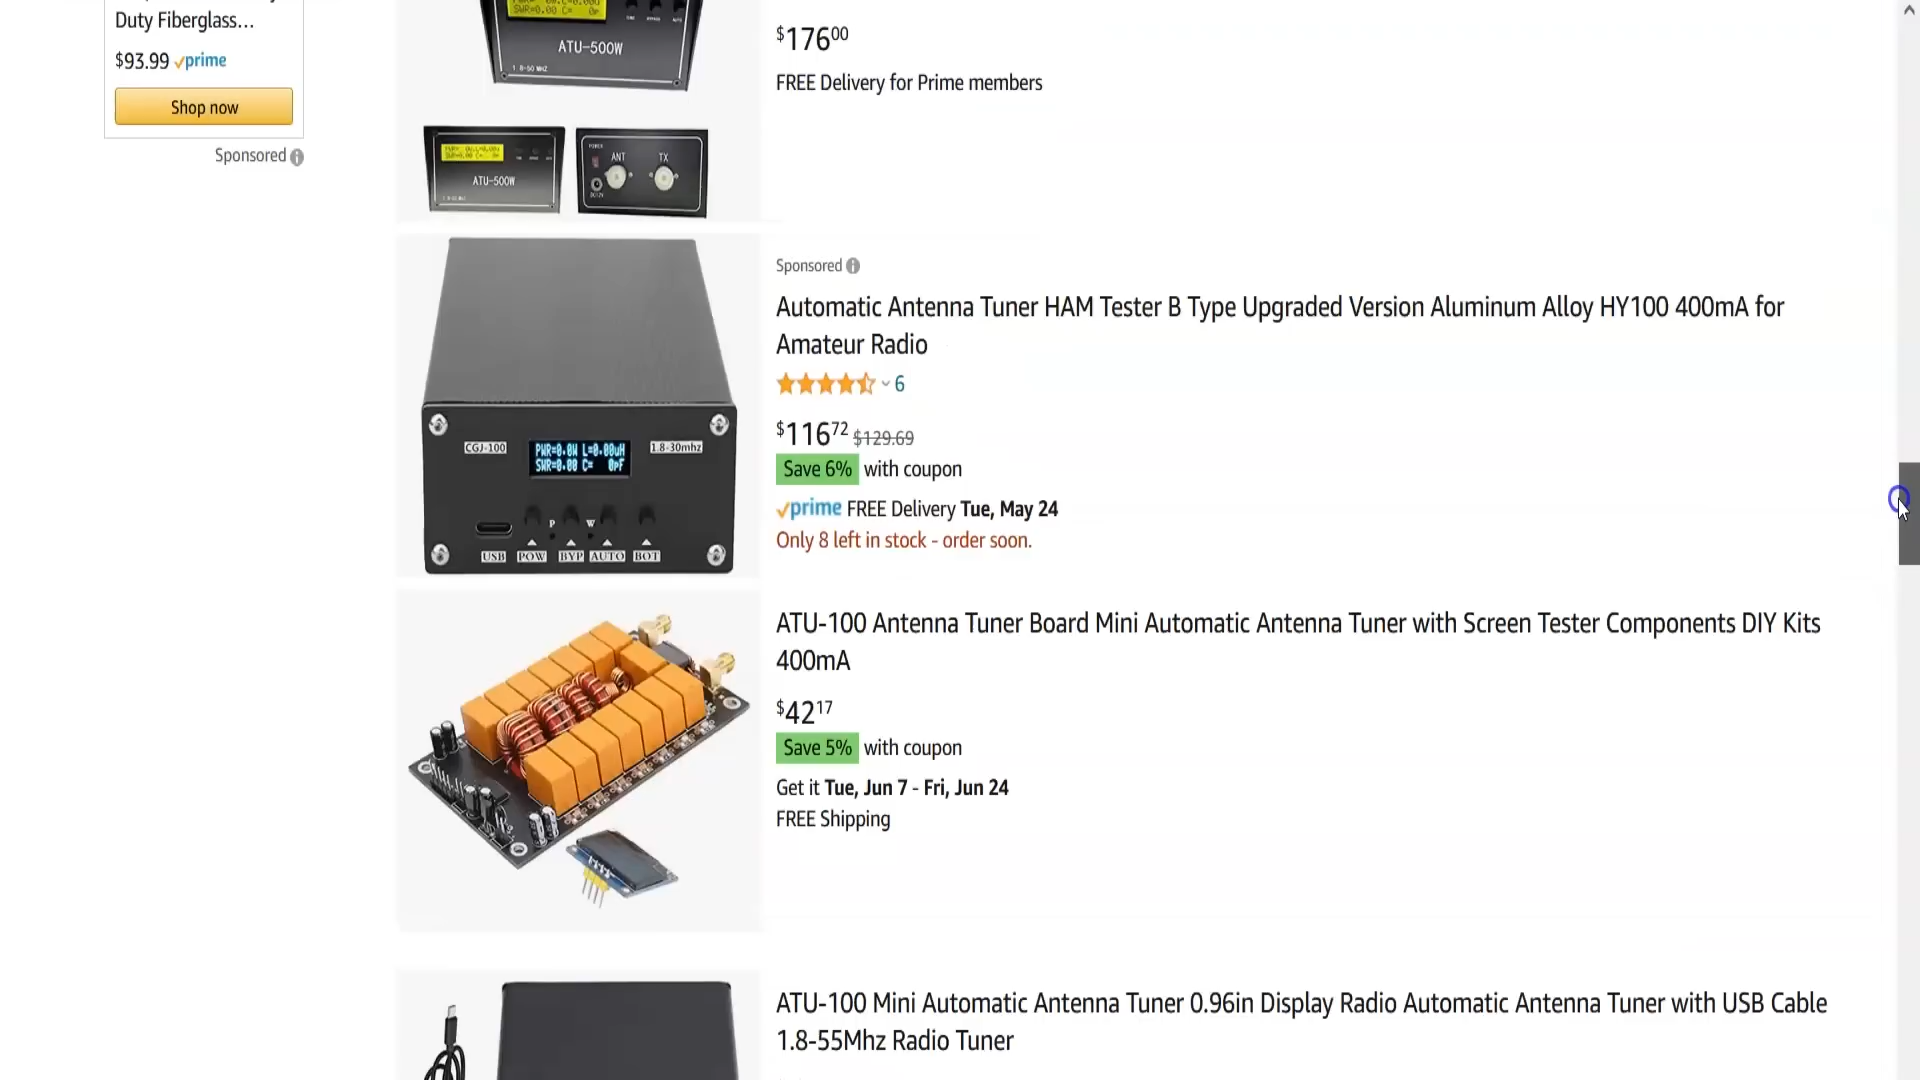 Duty Fiberglass...
$93.99 prime
Shop now
Sponsored
ATU-500W
1.8-50 MHZ
ATU-500W
POWER
ANT
TX
$176.00
FREE Delivery for Prime members
Sponsored
Automatic Antenna Tuner HAM Tester B Type Upgraded Version Aluminum Alloy HY100 400mA for
Amateur Radio
6
$116.72 $129.69
Save 6% with coupon
prime FREE Delivery Tue, May 24
Only 8 left in stock - order soon.
CGJ-100
PWR=0.0W L=0.00uH
SWR=0.00 C= 0pF
1.8-30mhz
P
W
USB POW BYP AUTO BOT
ATU-100 Antenna Tuner Board Mini Automatic Antenna Tuner with Screen Tester Components DIY Kits
400mA
$42.17
Save 5% with coupon
Get it Tue, Jun 7 - Fri, Jun 24
FREE Shipping
ATU-100 Mini Automatic Antenna Tuner 0.96in Display Radio Automatic Antenna Tuner with USB Cable
1.8-55Mhz Radio Tuner